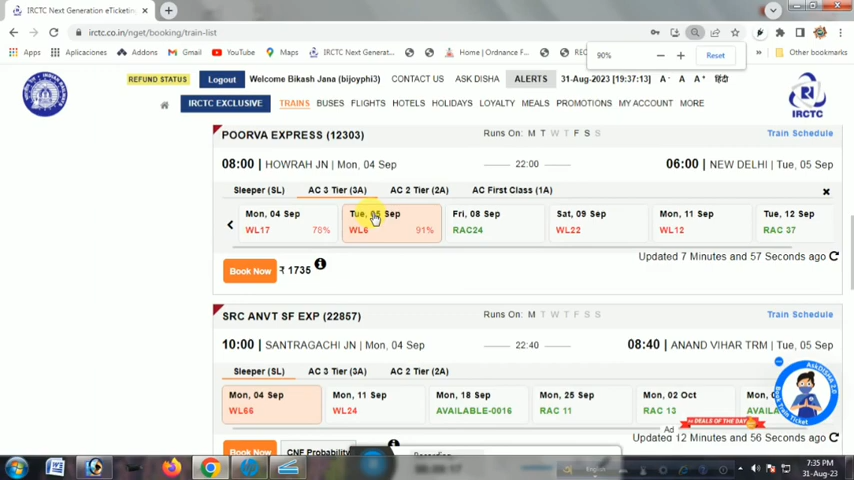 IRCTC Next Generation eTicketing
irctc.co.in/nget/booking/train-list
90%
Reset
Apps
Addons
Gmail
YouTube
Maps
IRCTC Next Generat...
Home | Ordnance F...
REC
Other bookmarks
REFUND STATUS
Logout
Welcome Bikash Jana (bijoyphi3)
CONTACT US
ASK DISHA
ALERTS
31-Aug-2023 [19:37:13]
A-
A
A+
हिंदी
IRCTC EXCLUSIVE
TRAINS
BUSES
FLIGHTS
HOTELS
HOLIDAYS
LOYALTY
MEALS
PROMOTIONS
MY ACCOUNT
MORE
IRCTC
POORVA EXPRESS (12303)
Runs On: M T W T F S S
Train Schedule
08:00 | HOWRAH JN | Mon, 04 Sep
22:00
06:00 | NEW DELHI | Tue, 05 Sep
Sleeper (SL)
AC 3 Tier (3A)
AC 2 Tier (2A)
AC First Class (1A)
Mon, 04 Sep
WL17 78%
Tue, 05 Sep
WL6 91%
Fri, 08 Sep
RAC24
Sat, 09 Sep
WL22
Mon, 11 Sep
WL12
Tue, 12 Sep
RAC 37
Updated 7 Minutes and 57 Seconds ago
Book Now
₹ 1735
SRC ANVT SF EXP (22857)
Runs On: M T W T F S S
Train Schedule
10:00 | SANTRAGACHI JN | Mon, 04 Sep
22:40
08:40 | ANAND VIHAR TRM | Tue, 05 Sep
Sleeper (SL)
AC 3 Tier (3A)
AC 2 Tier (2A)
Mon, 04 Sep
WL66
Mon, 11 Sep
WL24
Mon, 18 Sep
AVAILABLE-0016
Mon, 25 Sep
RAC 11
Mon, 02 Oct
RAC 13
Mon, 0
AVAILA
AskDISHA 2.0
Book Train Ticket
DEALS OF THE DAY
Ad
Updated 12 Minutes and 56 Seconds ago
Book Now
CNF Probability
English
7:35 PM
31-Aug-23